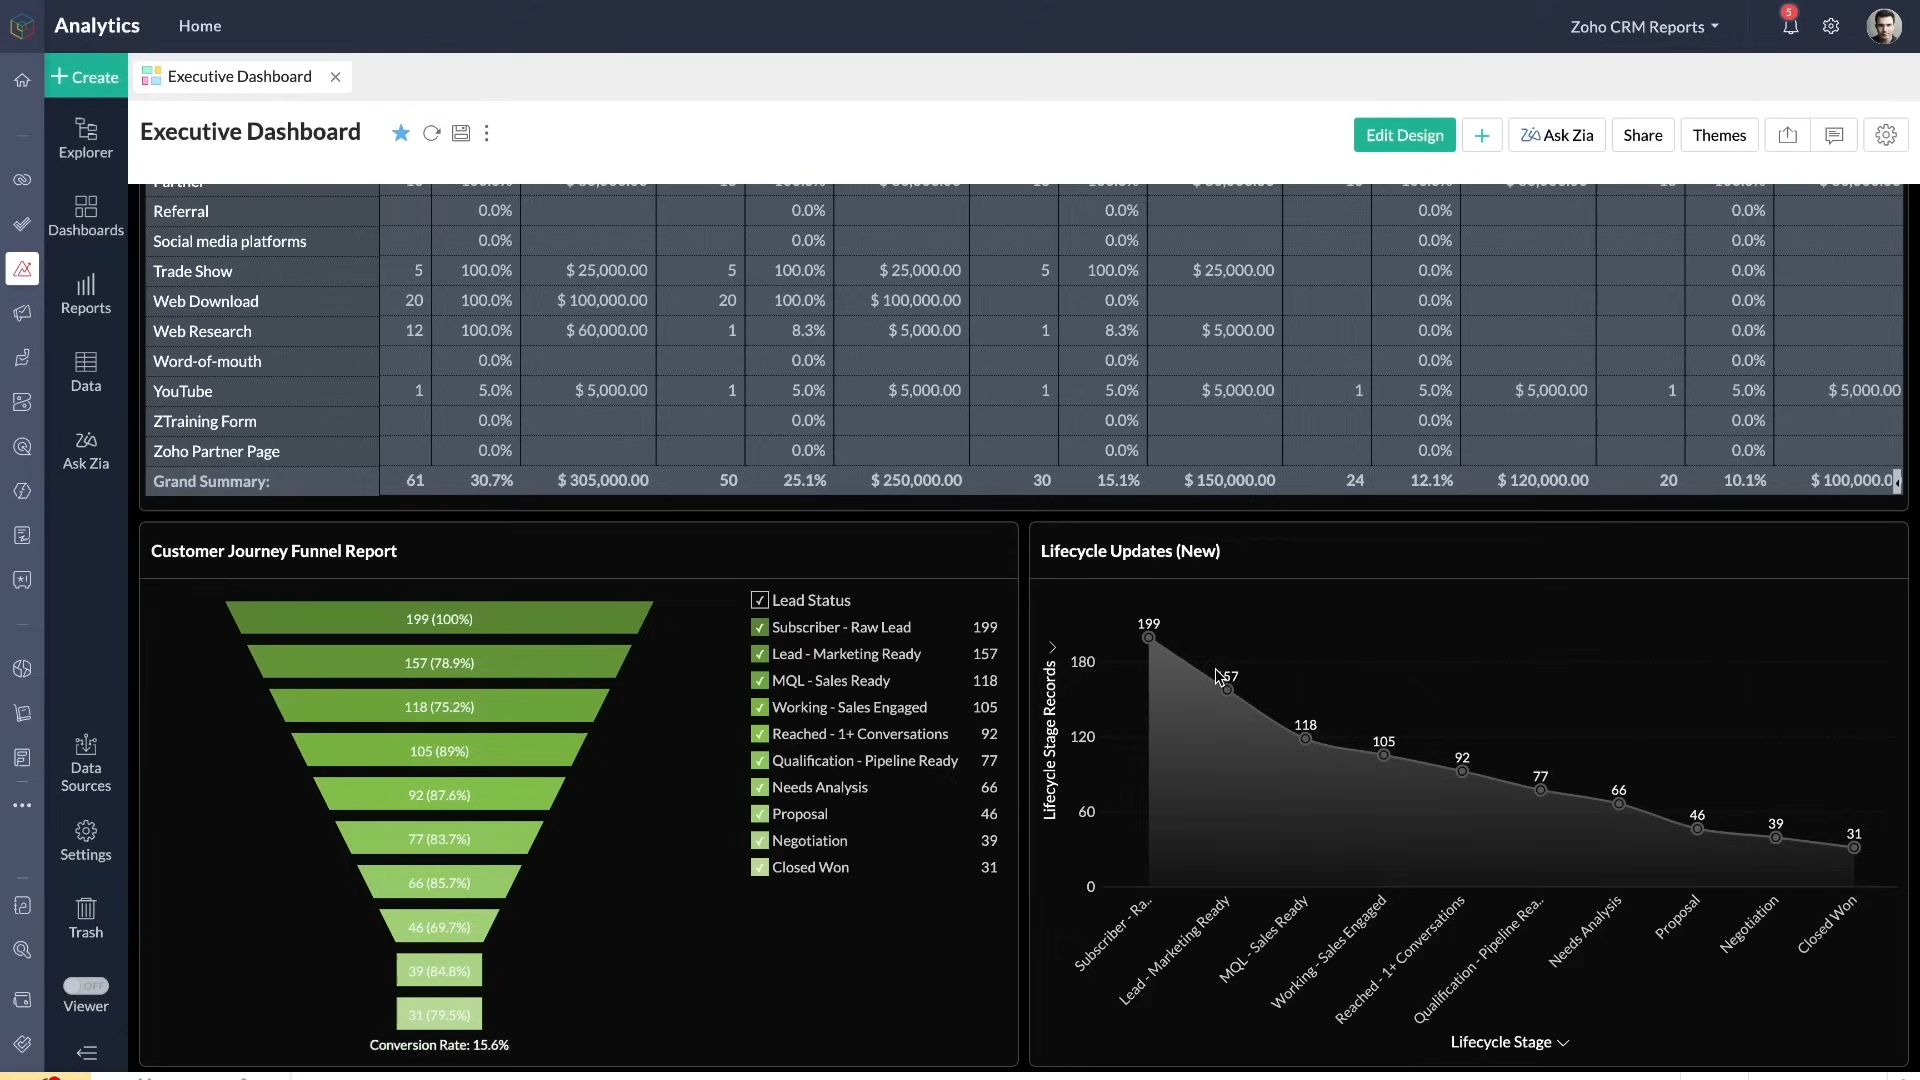 Analytics
Home
Zoho CRM Reports
5
Create
Executive Dashboard
Executive Dashboard
Edit Design
Ask Zia
Share
Themes
Explorer
Dashboards
Reports
Data
Ask Zia
Data Sources
Settings
Trash
OFF
Viewer
Referral 0.0% 0.0% 0.0% 0.0% 0.0%
Social media platforms 0.0% 0.0% 0.0% 0.0% 0.0%
Trade Show 5 100.0% $ 25,000.00 5 100.0% $ 25,000.00 5 100.0% $ 25,000.00 0.0% 0.0%
Web Download 20 100.0% $ 100,000.00 20 100.0% $ 100,000.00 0.0% 0.0% 0.0%
Web Research 12 100.0% $ 60,000.00 1 8.3% $ 5,000.00 1 8.3% $ 5,000.00 0.0% 0.0%
Word-of-mouth 0.0% 0.0% 0.0% 0.0% 0.0%
YouTube 1 5.0% $ 5,000.00 1 5.0% $ 5,000.00 1 5.0% $ 5,000.00 1 5.0% $ 5,000.00 1 5.0% $ 5,000.00
ZTraining Form 0.0% 0.0% 0.0% 0.0% 0.0%
Zoho Partner Page 0.0% 0.0% 0.0% 0.0% 0.0%
Grand Summary: 61 30.7% $ 305,000.00 50 25.1% $ 250,000.00 30 15.1% $ 150,000.00 24 12.1% $ 120,000.00 20 10.1% $ 100,000.0
Customer Journey Funnel Report
199 (100%)
157 (78.9%)
118 (75.2%)
105 (89%)
92 (87.6%)
77 (83.7%)
66 (85.7%)
46 (69.7%)
39 (84.8%)
31 (79.5%)
Conversion Rate: 15.6%
Lead Status
Subscriber - Raw Lead 199
Lead - Marketing Ready 157
MQL - Sales Ready 118
Working - Sales Engaged 105
Reached - 1+ Conversations 92
Qualification - Pipeline Ready 77
Needs Analysis 66
Proposal 46
Negotiation 39
Closed Won 31
Lifecycle Updates (New)
Lifecycle Stage Records
180
120
60
0
199
57
118
105
92
77
66
46
39
31
Subscriber - Ra..
Lead - Marketing Ready
MQL - Sales Ready
Working - Sales Engaged
Reached - 1+ Conversations
Qualification - Pipeline Rea..
Needs Analysis
Proposal
Negotiation
Closed Won
Lifecycle Stage